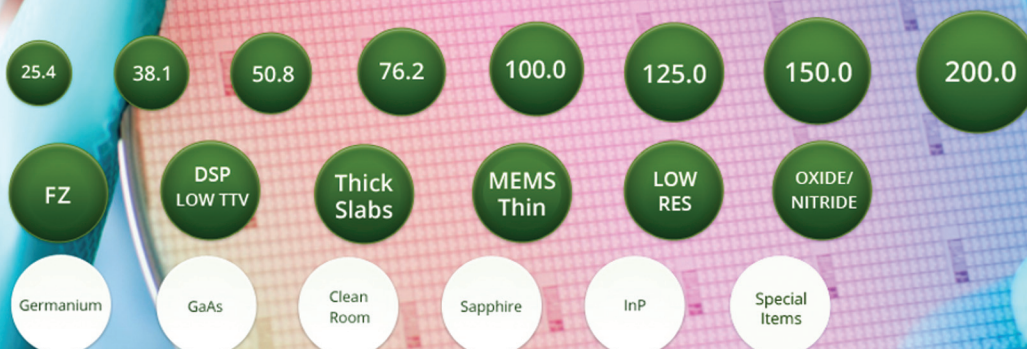 25.4
38.1
50.8
76.2
100.0
125.0
150.0
200.0
FZ
DSP
LOW TTV
Thick
Slabs
MEMS
Thin
LOW
RES
OXIDE/
NITRIDE
Germanium
GaAs
Clean
Room
Sapphire
InP
Special
Items